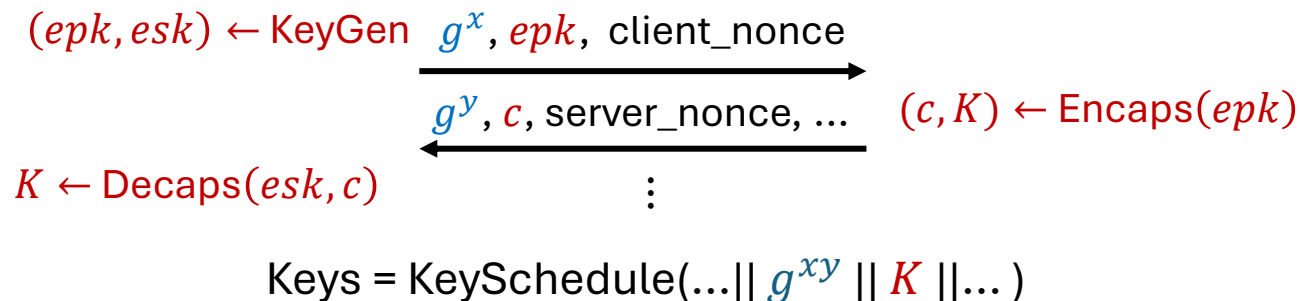 (epk, esk) ← KeyGen g^x, epk, client_nonce
g^y, c, server_nonce, ... (c, K) ← Encaps(epk)
K ← Decaps(esk, c)
⋮
Keys = KeySchedule(...|| g^{xy} || K ||... )